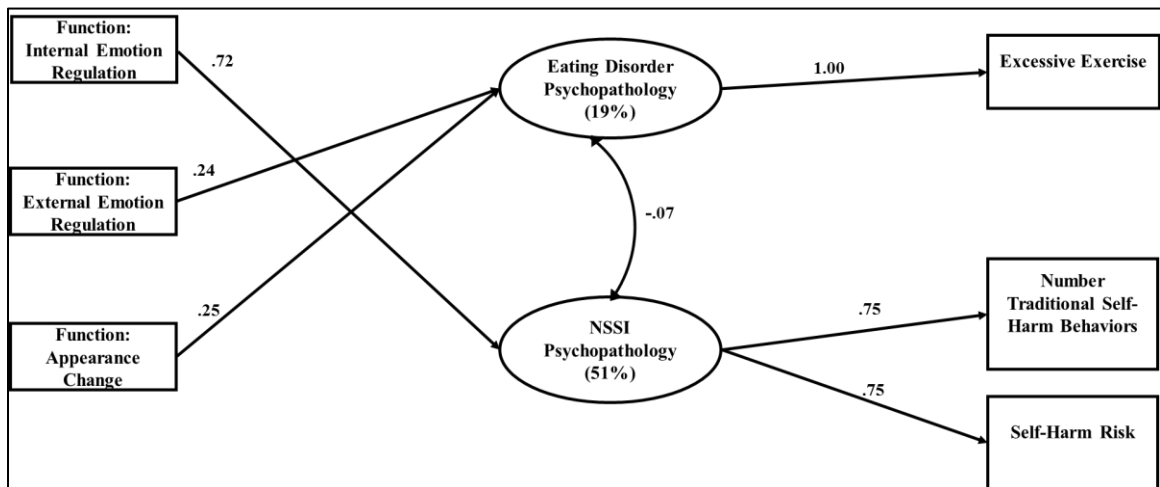 Function:
Internal Emotion
Regulation
.72
Eating Disorder
Psychopathology
(19%)
1.00
Excessive Exercise
Function:
External Emotion
Regulation
.24
-.07
Function:
Appearance
Change
.25
NSSI
Psychopathology
(51%)
.75
Number
Traditional Self-
Harm Behaviors
.75
Self-Harm Risk